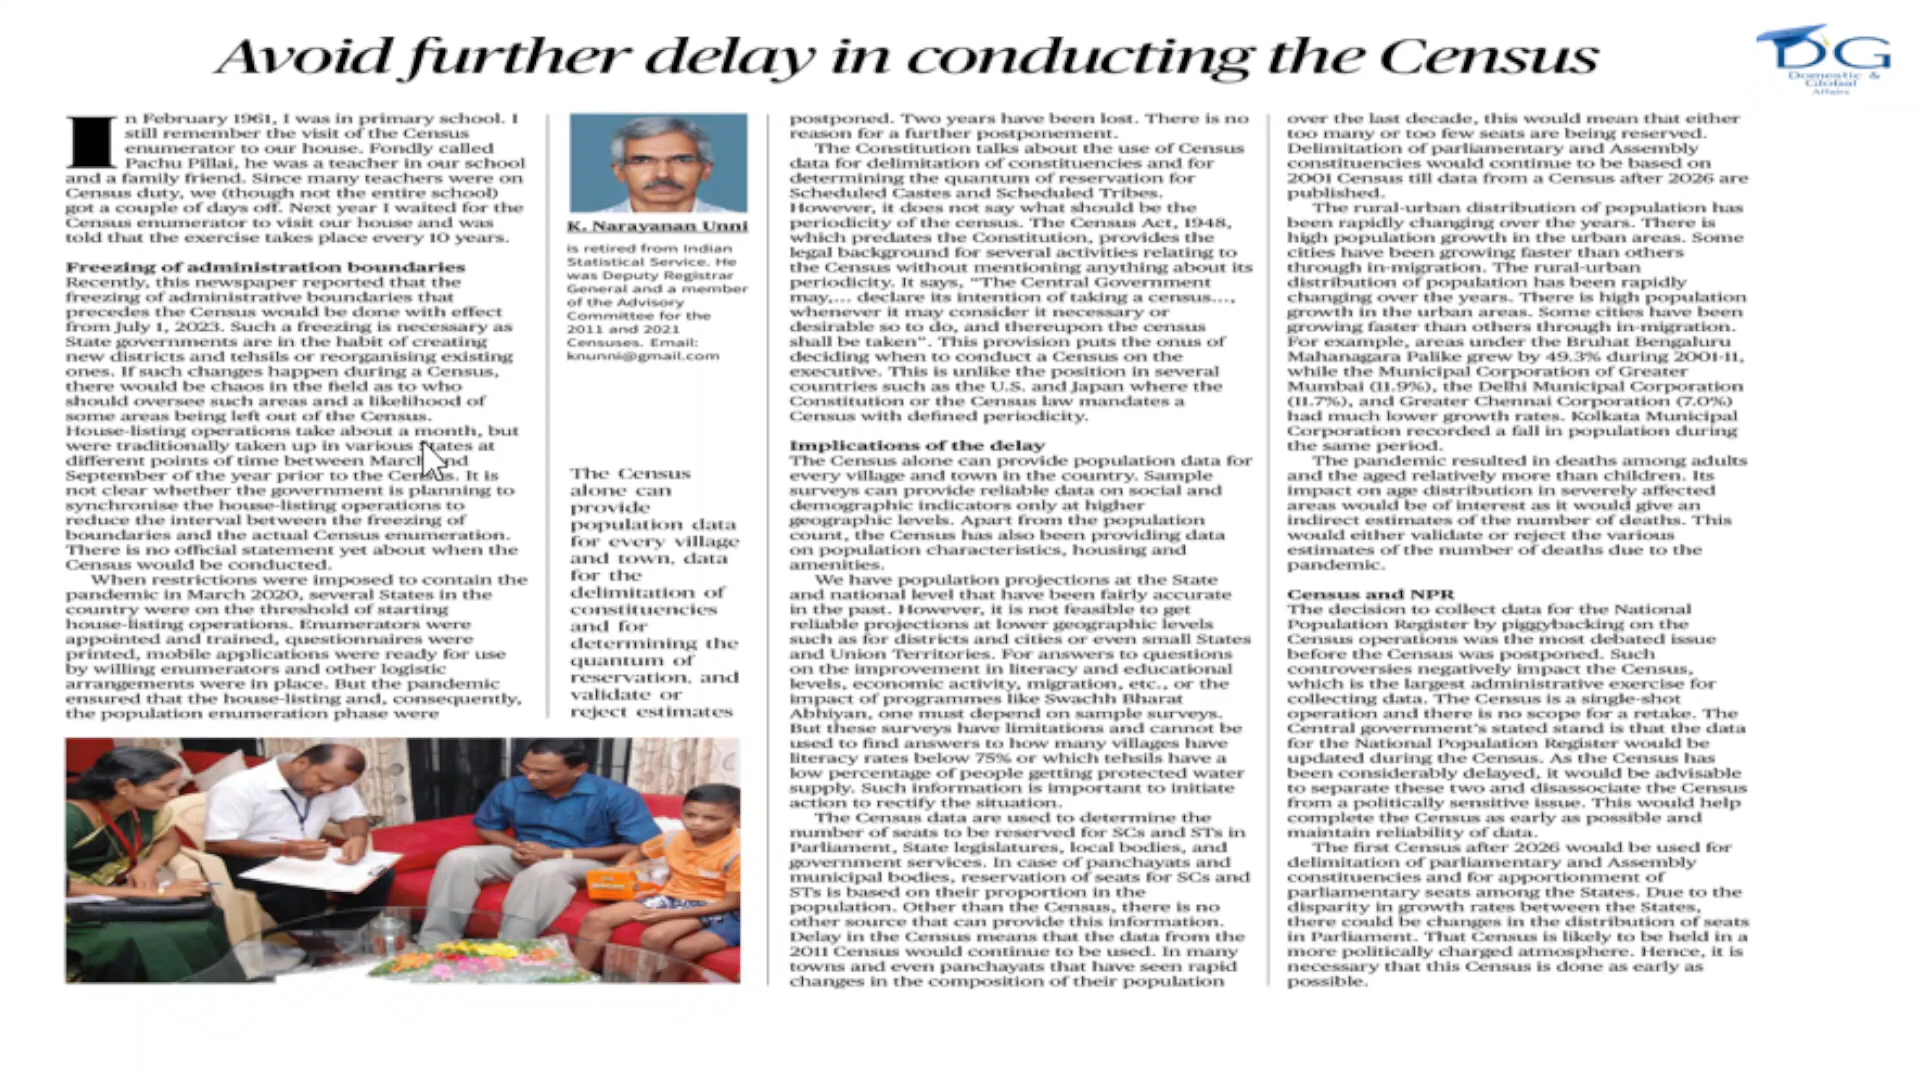 Avoid further delay in conducting the Census
DG
Domestic &
Global
Affairs
In February 1961, I was in primary school. I
still remember the visit of the Census
enumerator to our house. Fondly called
Pachu Pillai, he was a teacher in our school
and a family friend. Since many teachers were on
Census duty, we (though not the entire school)
got a couple of days off. Next year I waited for the
Census enumerator to visit our house and was
told that the exercise takes place every 10 years.
Freezing of administration boundaries
Recently, this newspaper reported that the
freezing of administrative boundaries that
precedes the Census would be done with effect
from July 1, 2023. Such a freezing is necessary as
State governments are in the habit of creating
new districts and tehsils or reorganising existing
ones. If such changes happen during a Census,
there would be chaos in the field as to who
should oversee such areas and a likelihood of
some areas being left out of the Census.
House-listing operations take about a month, but
were traditionally taken up in various States at
different points of time between March and
September of the year prior to the Census. It is
not clear whether the government is planning to
synchronise the house-listing operations to
reduce the interval between the freezing of
boundaries and the actual Census enumeration.
There is no official statement yet about when the
Census would be conducted.
When restrictions were imposed to contain the
pandemic in March 2020, several States in the
country were on the threshold of starting
house-listing operations. Enumerators were
appointed and trained, questionnaires were
printed, mobile applications were ready for use
by willing enumerators and other logistic
arrangements were in place. But the pandemic
ensured that the house-listing and, consequently,
the population enumeration phase were
K. Narayanan Unni
is retired from Indian
Statistical Service. He
was Deputy Registrar
General and a member
of the Advisory
Committee for the
2011 and 2021
Censuses. Email:
knunni@gmail.com
The Census
alone can
provide
population data
for every village
and town, data
for the
delimitation of
constituencies
and for
determining the
quantum of
reservation, and
validate or
reject estimates
postponed. Two years have been lost. There is no
reason for a further postponement.
The Constitution talks about the use of Census
data for delimitation of constituencies and for
determining the quantum of reservation for
Scheduled Castes and Scheduled Tribes.
However, it does not say what should be the
periodicity of the census. The Census Act, 1948,
which predates the Constitution, provides the
legal background for several activities relating to
the Census without mentioning anything about its
periodicity. It says, “The Central Government
may,... declare its intention of taking a census...,
whenever it may consider it necessary or
desirable so to do, and thereupon the census
shall be taken”. This provision puts the onus of
deciding when to conduct a Census on the
executive. This is unlike the position in several
countries such as the U.S. and Japan where the
Constitution or the Census law mandates a
Census with defined periodicity.
Implications of the delay
The Census alone can provide population data for
every village and town in the country. Sample
surveys can provide reliable data on social and
demographic indicators only at higher
geographic levels. Apart from the population
count, the Census has also been providing data
on population characteristics, housing and
amenities.
We have population projections at the State
and national level that have been fairly accurate
in the past. However, it is not feasible to get
reliable projections at lower geographic levels
such as for districts and cities or even small States
and Union Territories. For answers to questions
on the improvement in literacy and educational
levels, economic activity, migration, etc., or the
impact of programmes like Swachh Bharat
Abhiyan, one must depend on sample surveys.
But these surveys have limitations and cannot be
used to find answers to how many villages have
literacy rates below 75% or which tehsils have a
low percentage of people getting protected water
supply. Such information is important to initiate
action to rectify the situation.
The Census data are used to determine the
number of seats to be reserved for SCs and STs in
Parliament, State legislatures, local bodies, and
government services. In case of panchayats and
municipal bodies, reservation of seats for SCs and
STs is based on their proportion in the
population. Other than the Census, there is no
other source that can provide this information.
Delay in the Census means that the data from the
2011 Census would continue to be used. In many
towns and even panchayats that have seen rapid
changes in the composition of their population
over the last decade, this would mean that either
too many or too few seats are being reserved.
Delimitation of parliamentary and Assembly
constituencies would continue to be based on
2001 Census till data from a Census after 2026 are
published.
The rural-urban distribution of population has
been rapidly changing over the years. There is
high population growth in the urban areas. Some
cities have been growing faster than others
through in-migration. The rural-urban
distribution of population has been rapidly
changing over the years. There is high population
growth in the urban areas. Some cities have been
growing faster than others through in-migration.
For example, areas under the Bruhat Bengaluru
Mahanagara Palike grew by 49.3% during 2001-11,
while the Municipal Corporation of Greater
Mumbai (11.9%), the Delhi Municipal Corporation
(11.7%), and Greater Chennai Corporation (7.0%)
had much lower growth rates. Kolkata Municipal
Corporation recorded a fall in population during
the same period.
The pandemic resulted in deaths among adults
and the aged relatively more than children. Its
impact on age distribution in severely affected
areas would be of interest as it would give an
indirect estimates of the number of deaths. This
would either validate or reject the various
estimates of the number of deaths due to the
pandemic.
Census and NPR
The decision to collect data for the National
Population Register by piggybacking on the
Census operations was the most debated issue
before the Census was postponed. Such
controversies negatively impact the Census,
which is the largest administrative exercise for
collecting data. The Census is a single-shot
operation and there is no scope for a retake. The
Central government’s stated stand is that the data
for the National Population Register would be
updated during the Census. As the Census has
been considerably delayed, it would be advisable
to separate these two and disassociate the Census
from a politically sensitive issue. This would help
complete the Census as early as possible and
maintain reliability of data.
The first Census after 2026 would be used for
delimitation of parliamentary and Assembly
constituencies and for apportionment of
parliamentary seats among the States. Due to the
disparity in growth rates between the States,
there could be changes in the distribution of seats
in Parliament. That Census is likely to be held in a
more politically charged atmosphere. Hence, it is
necessary that this Census is done as early as
possible.